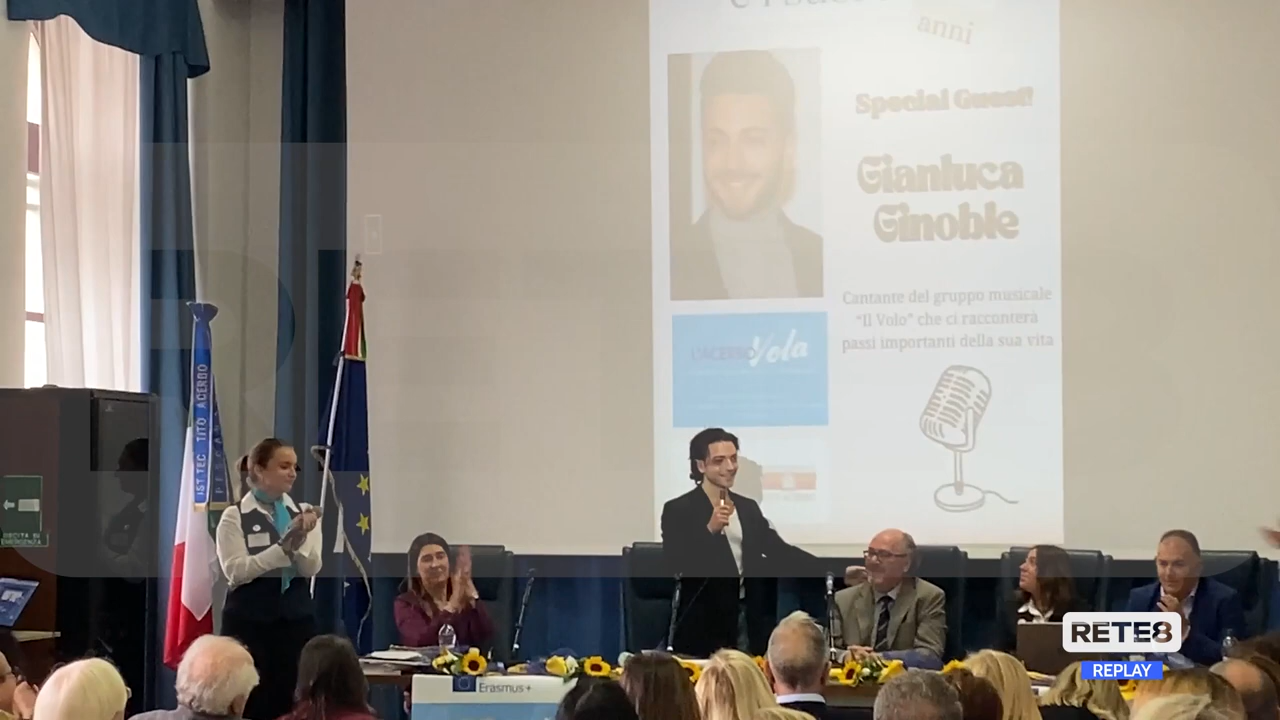 anni
Special Guest!
Gianluca
Ginoble
Cantante del gruppo musicale
"Il Volo" che ci racconterà
passi importanti della sua vita
L'ACERBO Vola
IST. TEC. TITO ACERBO
PESCARA
USCITA DI
EMERGENZA
Erasmus+
RETE8
REPLAY